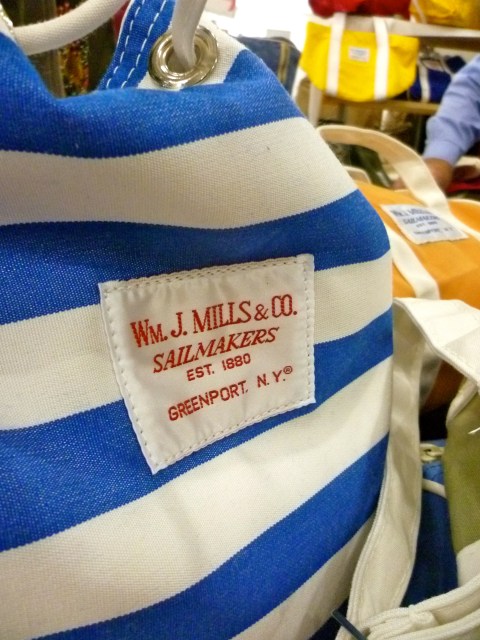 WM. J. MILLS & CO.
SAILMAKERS
EST. 1880
GREENPORT. N.Y.®